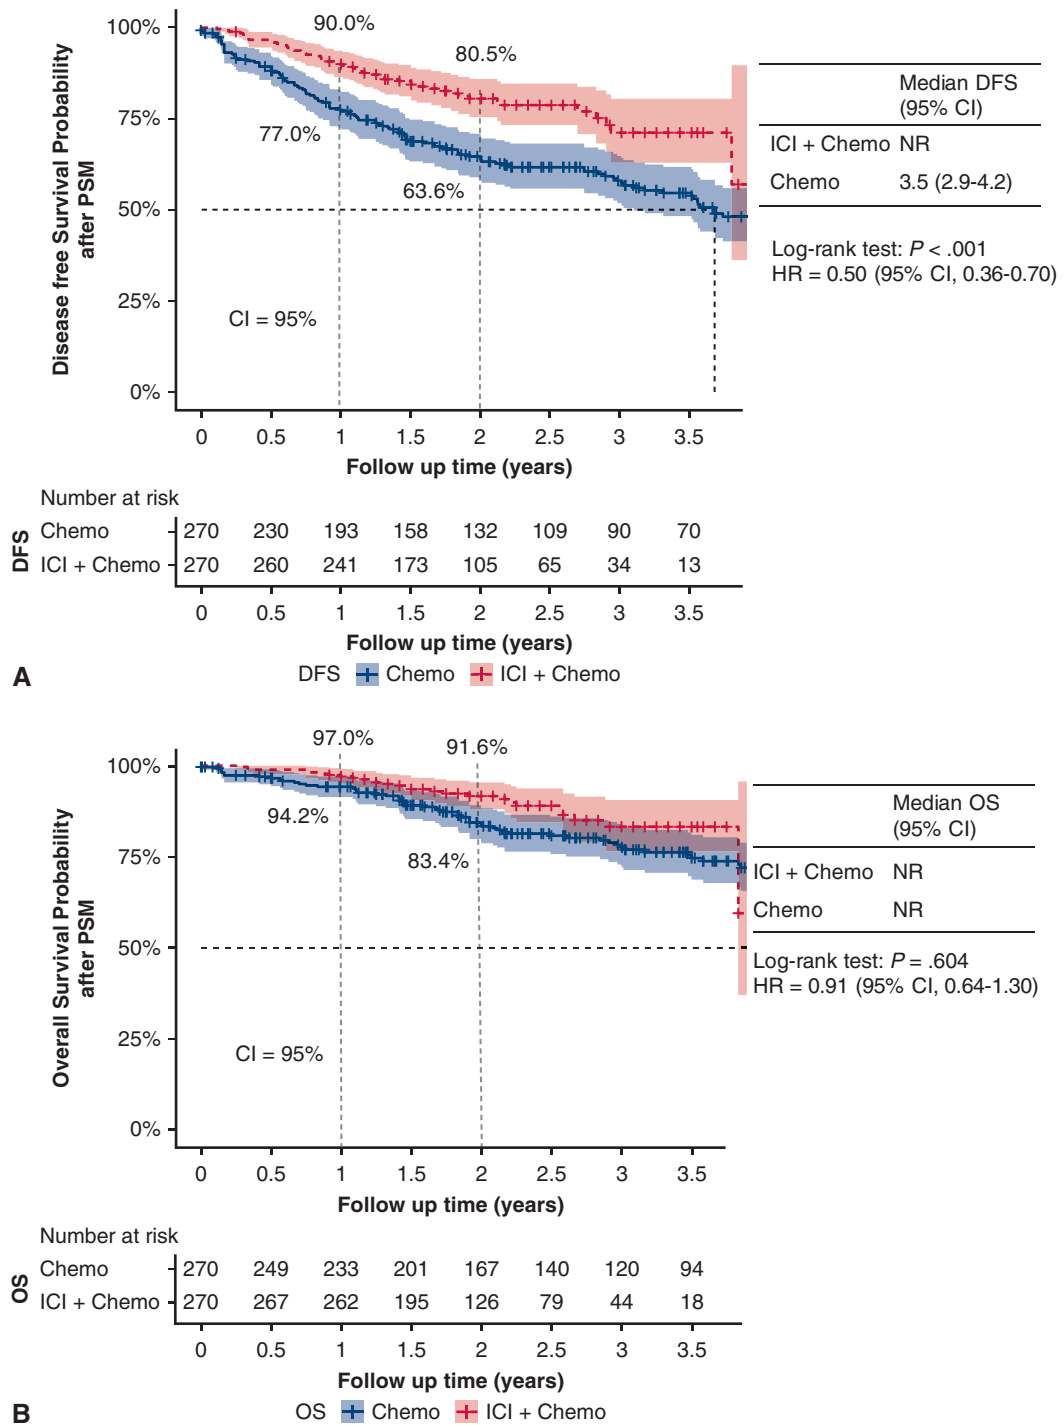 90.0%
80.5%
77.0%
63.6%
CI = 95%
100%
75%
50%
25%
0%
Disease free Survival Probability
after PSM
0 0.5 1 1.5 2 2.5 3 3.5
Follow up time (years)
Median DFS
(95% CI)
ICI + Chemo NR
Chemo 3.5 (2.9-4.2)
Log-rank test: P < .001
HR = 0.50 (95% CI, 0.36-0.70)
Number at risk
DFS
Chemo 270 230 193 158 132 109 90 70
ICI + Chemo 270 260 241 173 105 65 34 13
0 0.5 1 1.5 2 2.5 3 3.5
Follow up time (years)
DFS Chemo ICI + Chemo
A
97.0%
91.6%
94.2%
83.4%
CI = 95%
100%
75%
50%
25%
0%
Overall Survival Probability
after PSM
0 0.5 1 1.5 2 2.5 3 3.5
Follow up time (years)
Median OS
(95% CI)
ICI + Chemo NR
Chemo NR
Log-rank test: P = .604
HR = 0.91 (95% CI, 0.64-1.30)
Number at risk
OS
Chemo 270 249 233 201 167 140 120 94
ICI + Chemo 270 267 262 195 126 79 44 18
0 0.5 1 1.5 2 2.5 3 3.5
Follow up time (years)
OS Chemo ICI + Chemo
B